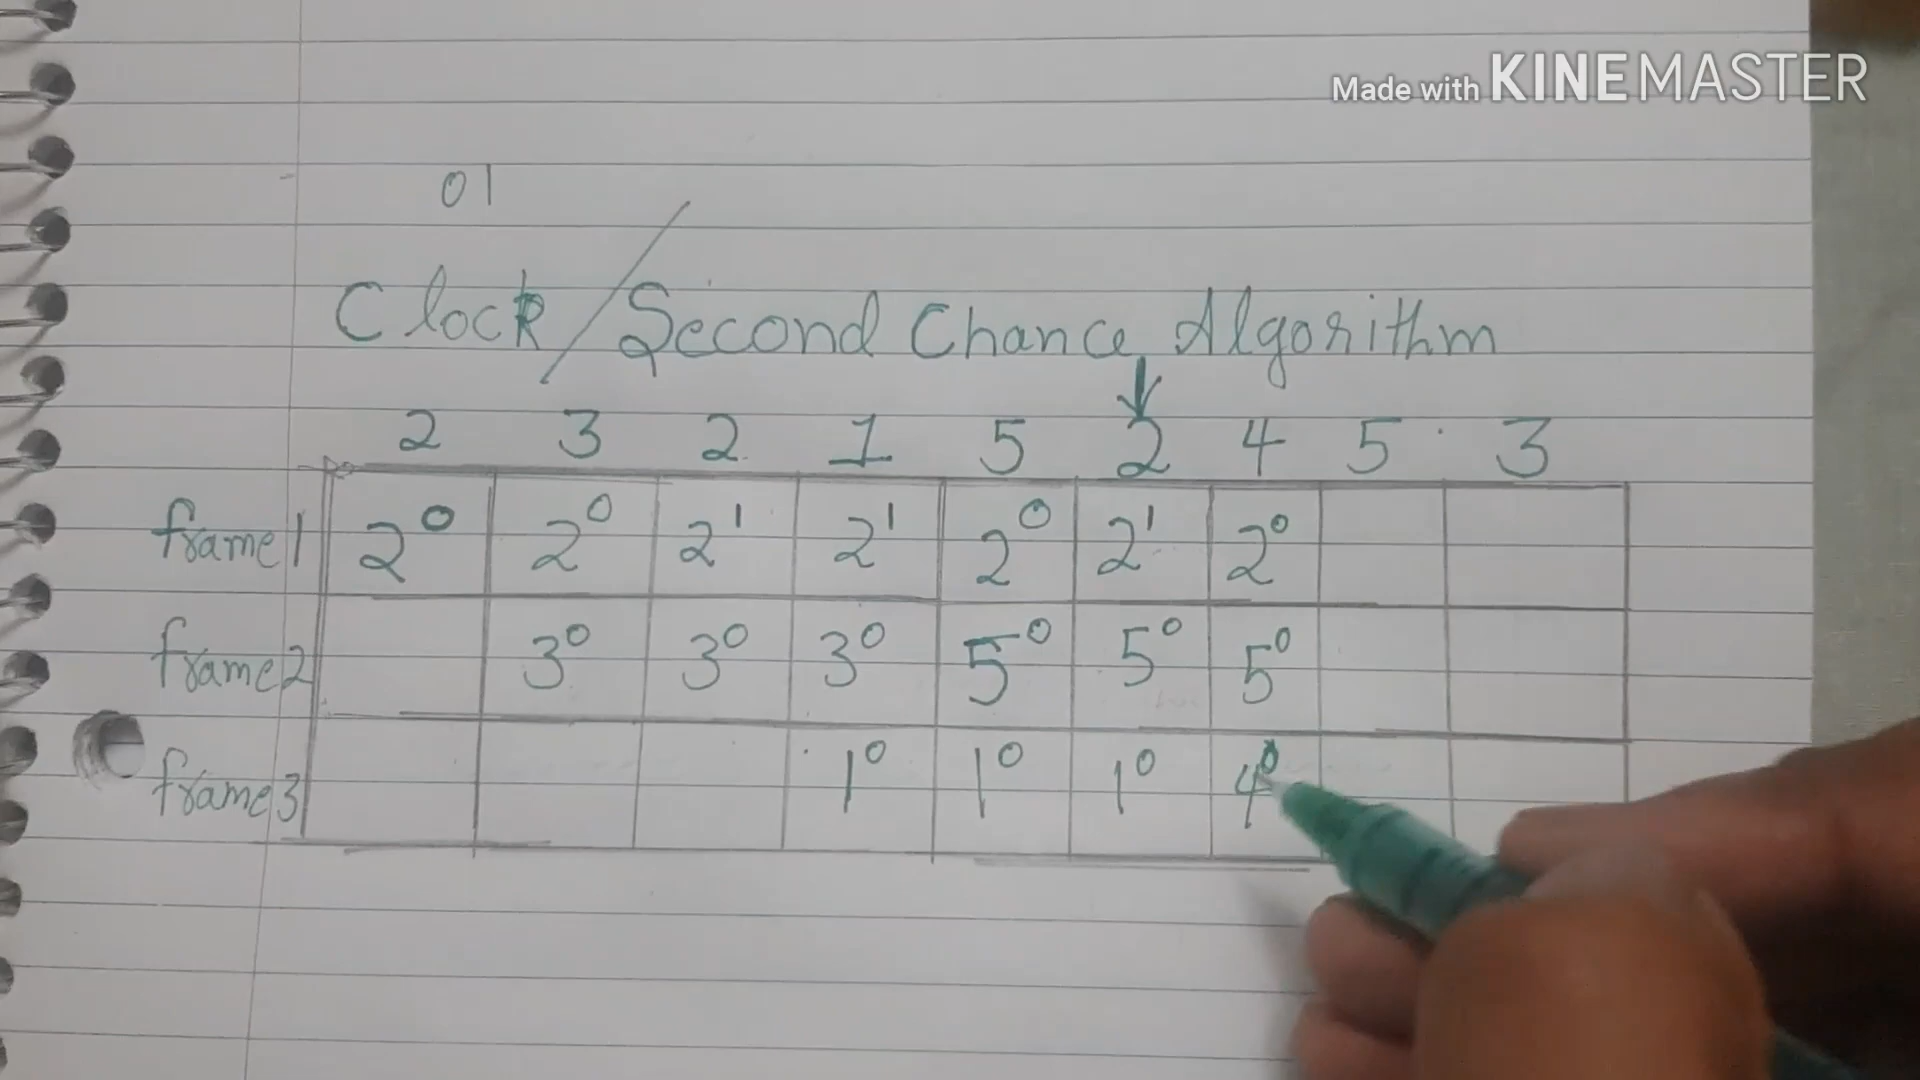 Made with KINEMASTER
01
Clock/Second Chance Algorithm
2 3 2 1 5 2 4 5 3
frame1 2⁰ 2⁰ 2¹ 2¹ 2⁰ 2¹ 2⁰
frame2 3⁰ 3⁰ 3⁰ 5⁰ 5⁰ 5⁰
frame3 1⁰ 1⁰ 1⁰ 4⁰